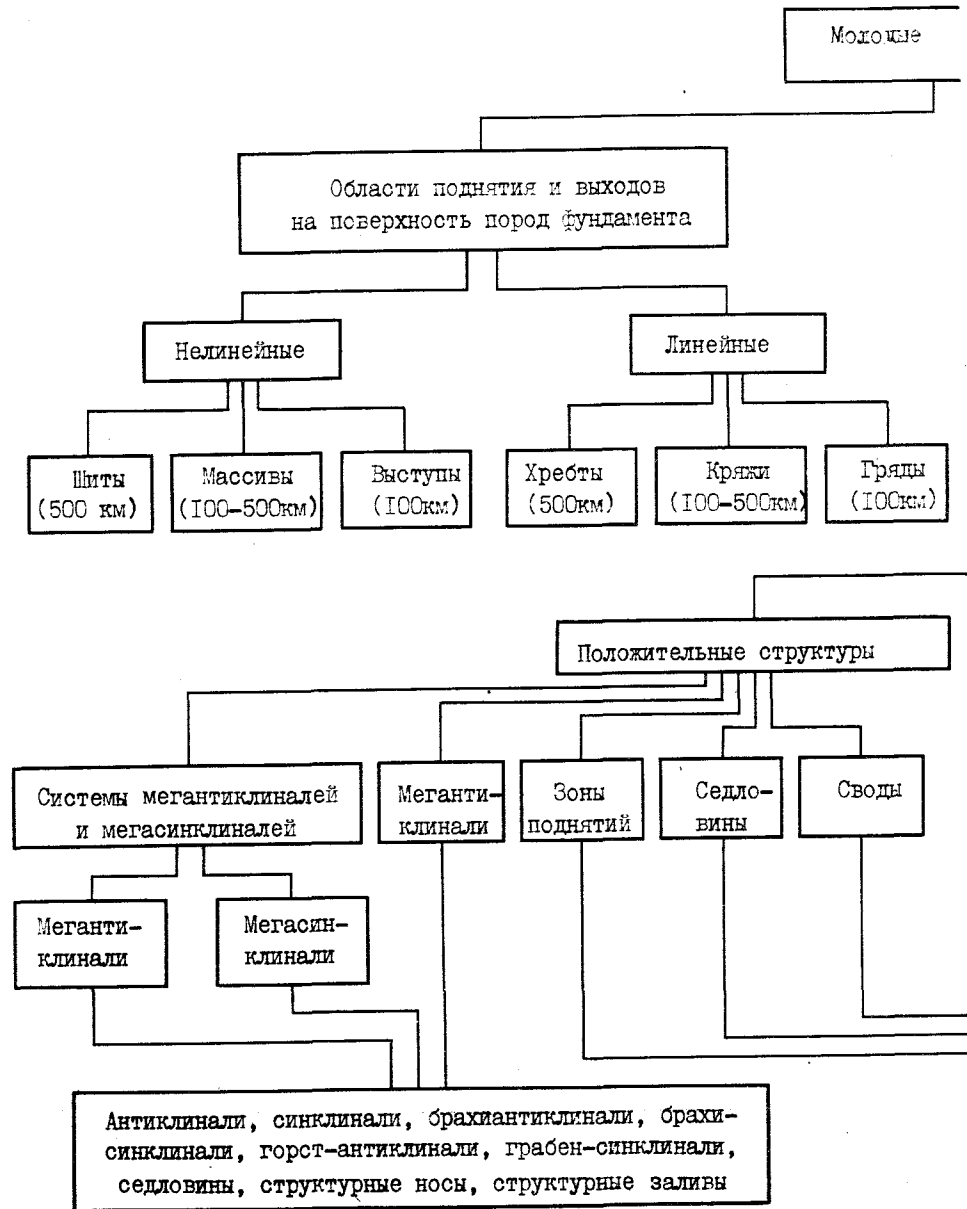 Молодые
Области поднятия и выходов
на поверхность пород фундамента
Нелинейные
Линейные
Щиты
(500 км)
Массивы
(100-500км)
Выступы
(100км)
Хребты
(500км)
Кряжи
(100-500км)
Гряды
(100км)
Положительные структуры
Системы мегантиклиналей
и мегасинклиналей
Меганти-
клинали
Зоны
поднятий
Седло-
вины
Своды
Меганти-
клинали
Мегасин-
клинали
Антиклинали, синклинали, брахиантиклинали, брахи-
синклинали, горст-антиклинали, грабен-синклинали,
седловины, структурные носы, структурные заливы